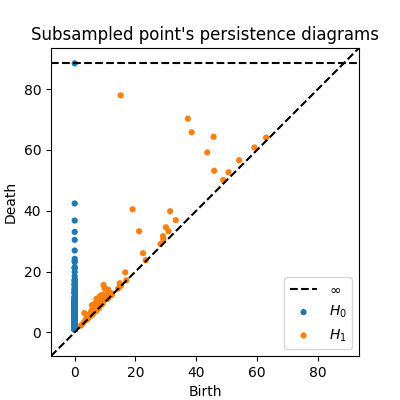 Subsampled point's persistence diagrams
80
60
40
20
0
Death
0 20 40 60 80
Birth
∞
H₀
H₁